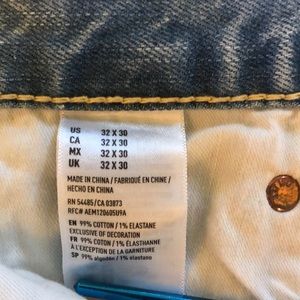 US 32 X 30
CA 32 X 30
MX 32 X 30
UK 32 X 30
MADE IN CHINA / FABRIQUÉ EN CHINE /
HECHO EN CHINA
RN 54485/CA 03873
RFC# AEM120605U9A
EN 99% COTTON / 1% ELASTANE
EXCLUSIVE OF DECORATION
FR 99% COTON / 1% ÉLASTHANNE
À L'EXCLUSION DE LA GARNITURE
SP 99% algodón / 1% elastano